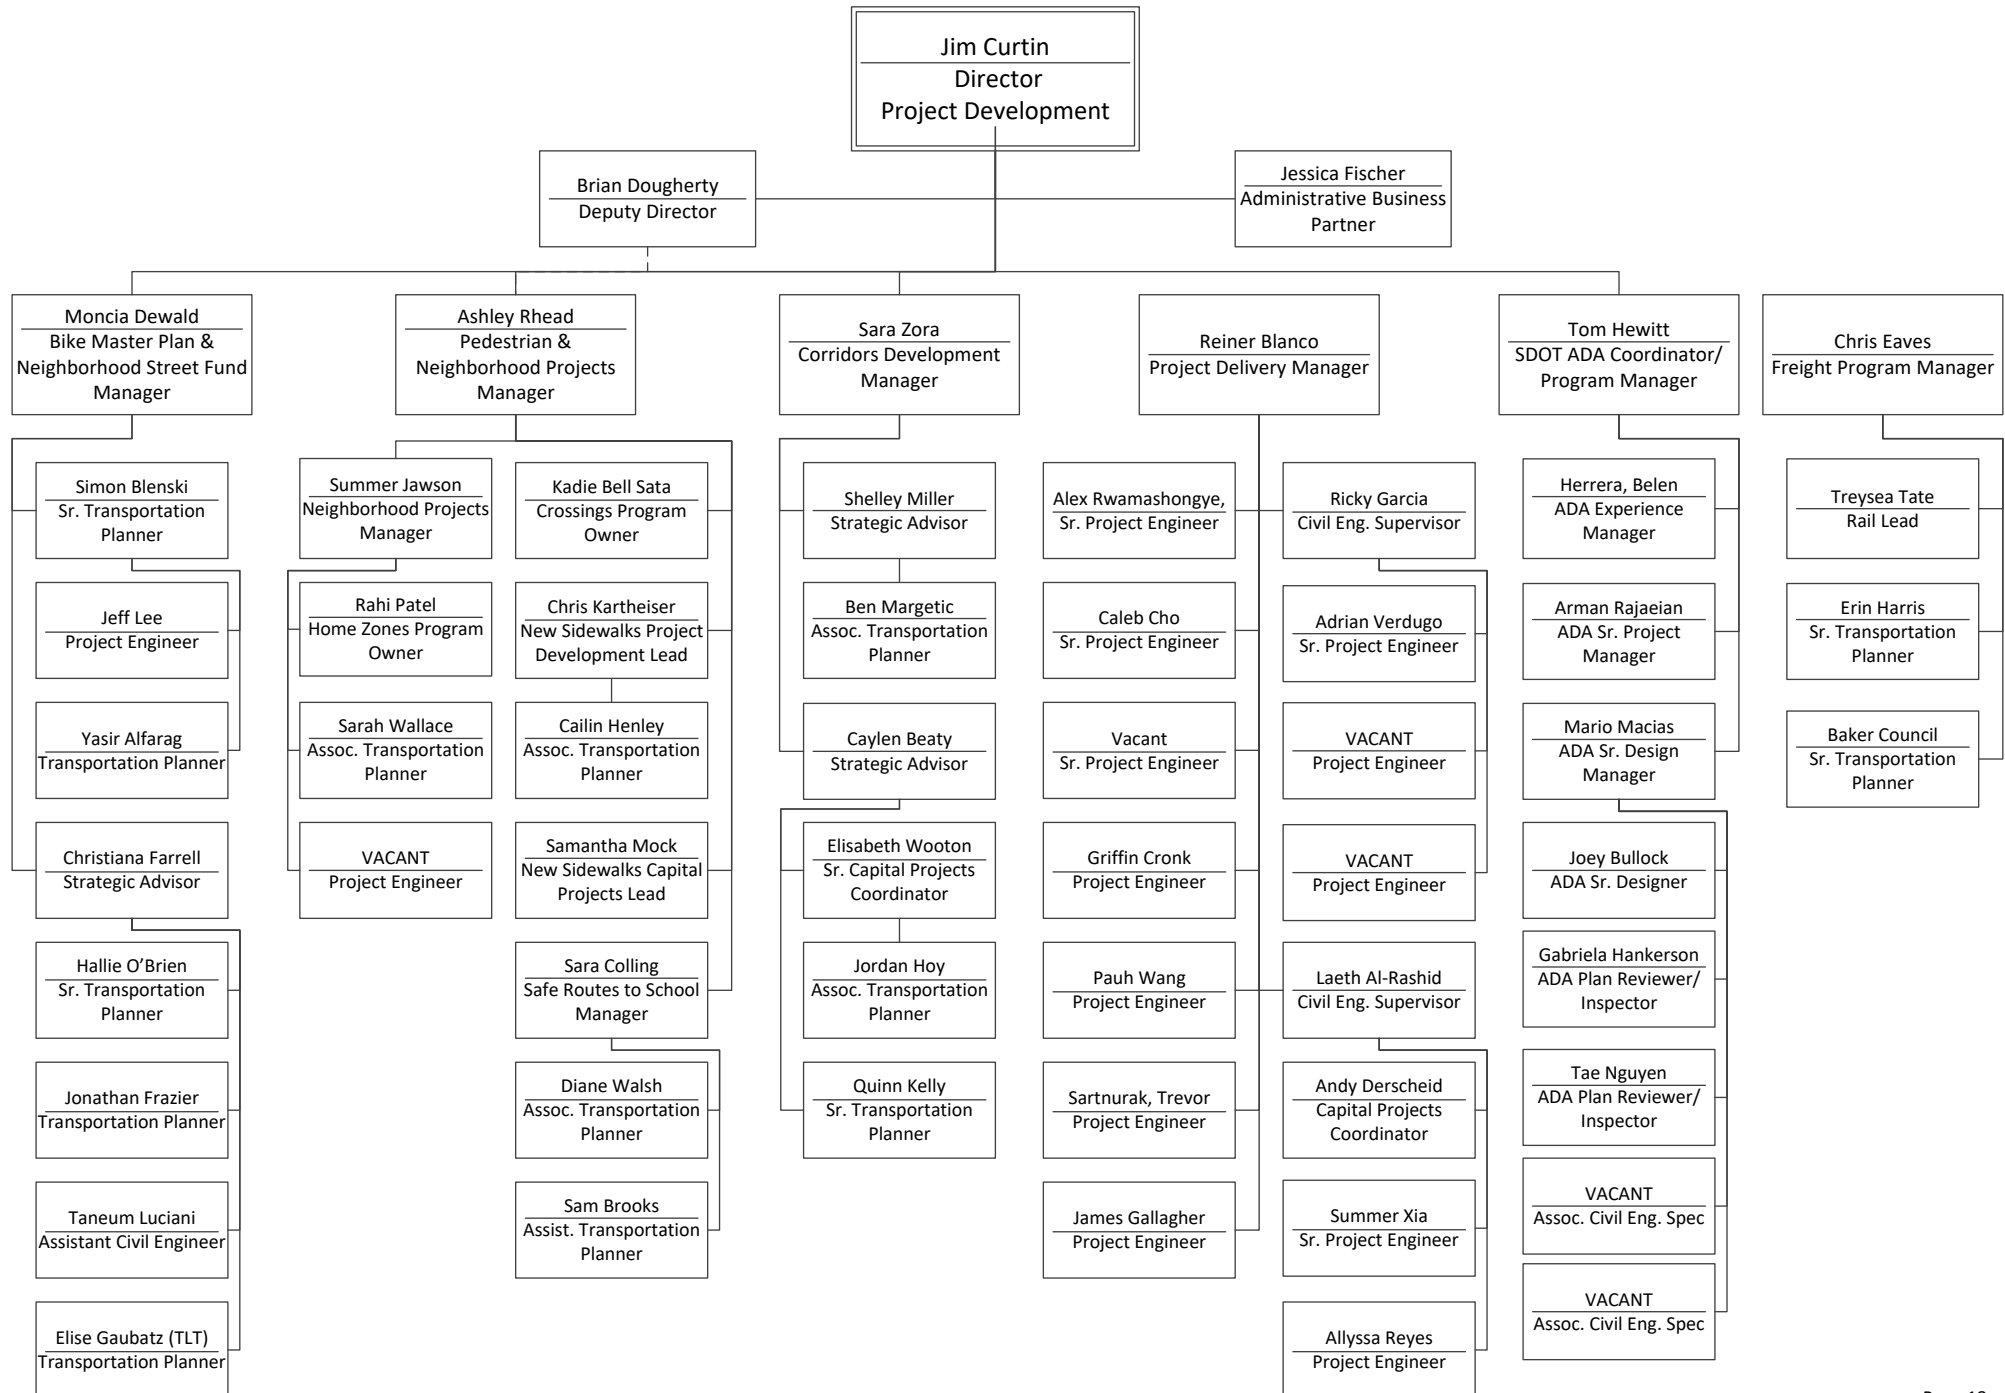 Jim Curtin
Director
Project Development
Brian Dougherty
Deputy Director
Jessica Fischer
Administrative Business
Partner
Moncia Dewald
Bike Master Plan &
Neighborhood Street Fund
Manager
Ashley Rhead
Pedestrian &
Neighborhood Projects
Manager
Sara Zora
Corridors Development
Manager
Reiner Blanco
Project Delivery Manager
Tom Hewitt
SDOT ADA Coordinator/
Program Manager
Chris Eaves
Freight Program Manager
Simon Blenski
Sr. Transportation
Planner
Jeff Lee
Project Engineer
Yasir Alfarag
Transportation Planner
Christiana Farrell
Strategic Advisor
Hallie O’Brien
Sr. Transportation
Planner
Jonathan Frazier
Transportation Planner
Taneum Luciani
Assistant Civil Engineer
Elise Gaubatz (TLT)
Transportation Planner
Summer Jawson
Neighborhood Projects
Manager
Rahi Patel
Home Zones Program
Owner
Sarah Wallace
Assoc. Transportation
Planner
VACANT
Project Engineer
Kadie Bell Sata
Crossings Program
Owner
Chris Kartheiser
New Sidewalks Project
Development Lead
Cailin Henley
Assoc. Transportation
Planner
Samantha Mock
New Sidewalks Capital
Projects Lead
Sara Colling
Safe Routes to School
Manager
Diane Walsh
Assoc. Transportation
Planner
Sam Brooks
Assist. Transportation
Planner
Shelley Miller
Strategic Advisor
Ben Margetic
Assoc. Transportation
Planner
Caylen Beaty
Strategic Advisor
Elisabeth Wooton
Sr. Capital Projects
Coordinator
Jordan Hoy
Assoc. Transportation
Planner
Quinn Kelly
Sr. Transportation
Planner
Alex Rwamashongye,
Sr. Project Engineer
Caleb Cho
Sr. Project Engineer
Vacant
Sr. Project Engineer
Griffin Cronk
Project Engineer
Pauh Wang
Project Engineer
Sartnurak, Trevor
Project Engineer
James Gallagher
Project Engineer
Ricky Garcia
Civil Eng. Supervisor
Adrian Verdugo
Sr. Project Engineer
VACANT
Project Engineer
VACANT
Project Engineer
Laeth Al-Rashid
Civil Eng. Supervisor
Andy Derscheid
Capital Projects
Coordinator
Summer Xia
Sr. Project Engineer
Allyssa Reyes
Project Engineer
Herrera, Belen
ADA Experience
Manager
Arman Rajaeian
ADA Sr. Project
Manager
Mario Macias
ADA Sr. Design
Manager
Joey Bullock
ADA Sr. Designer
Gabriela Hankerson
ADA Plan Reviewer/
Inspector
Tae Nguyen
ADA Plan Reviewer/
Inspector
VACANT
Assoc. Civil Eng. Spec
VACANT
Assoc. Civil Eng. Spec
Treysea Tate
Rail Lead
Erin Harris
Sr. Transportation
Planner
Baker Council
Sr. Transportation
Planner